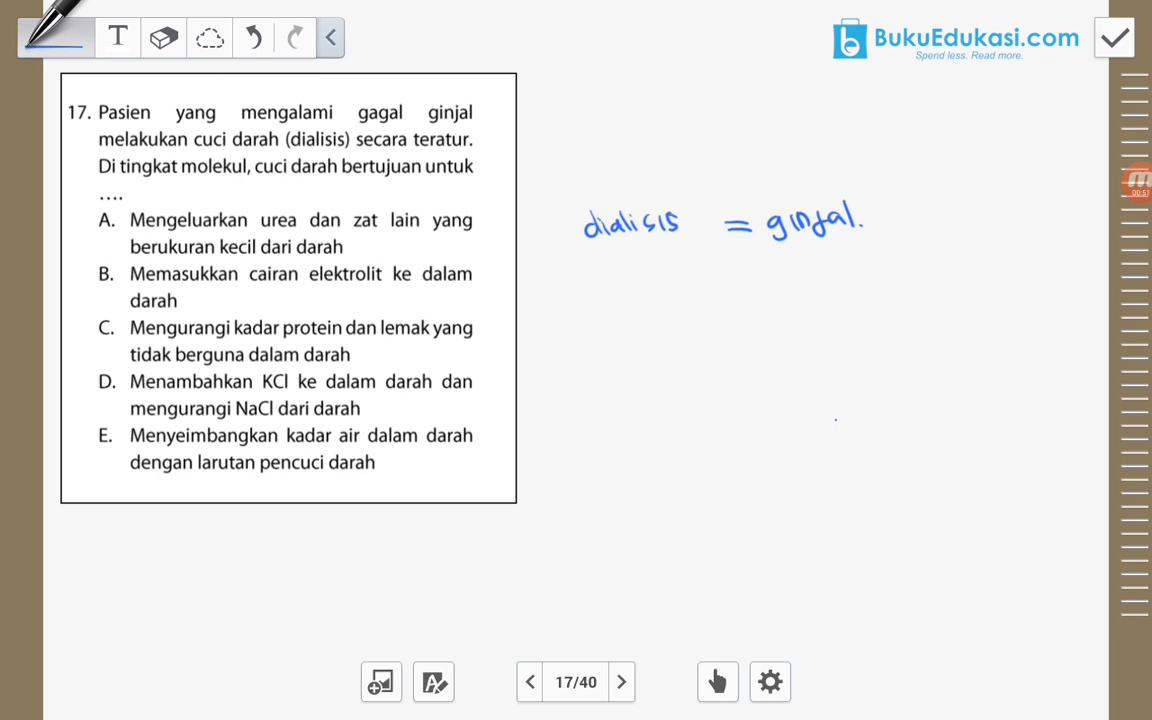 T
BukuEdukasi.com
Spend less. Read more.
17. Pasien yang mengalami gagal ginjal
melakukan cuci darah (dialisis) secara teratur.
Di tingkat molekul, cuci darah bertujuan untuk
....
A. Mengeluarkan urea dan zat lain yang
berukuran kecil dari darah
B. Memasukkan cairan elektrolit ke dalam
darah
C. Mengurangi kadar protein dan lemak yang
tidak berguna dalam darah
D. Menambahkan KCl ke dalam darah dan
mengurangi NaCl dari darah
E. Menyeimbangkan kadar air dalam darah
dengan larutan pencuci darah
dialisis = ginjal.
00:51
17/40